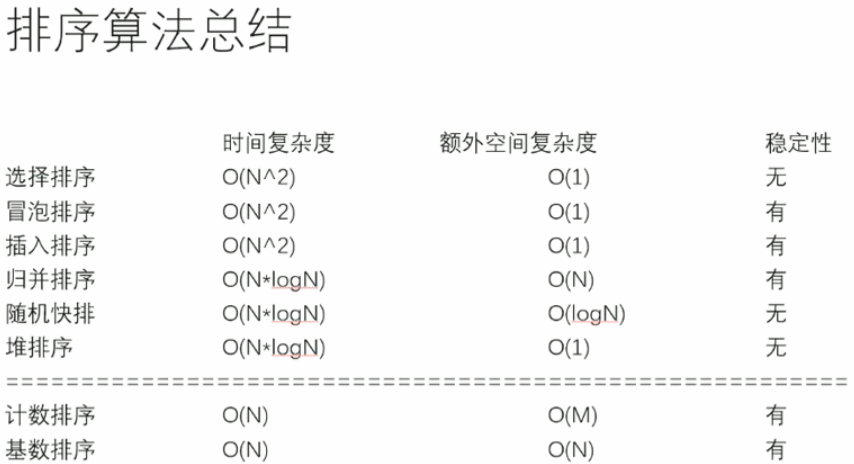 排序算法总结
时间复杂度 额外空间复杂度 稳定性
选择排序 O(N^2) O(1) 无
冒泡排序 O(N^2) O(1) 有
插入排序 O(N^2) O(1) 有
归并排序 O(N*logN) O(N) 有
随机快排 O(N*logN) O(logN) 无
堆排序 O(N*logN) O(1) 无
========================================================
计数排序 O(N) O(M) 有
基数排序 O(N) O(N) 有